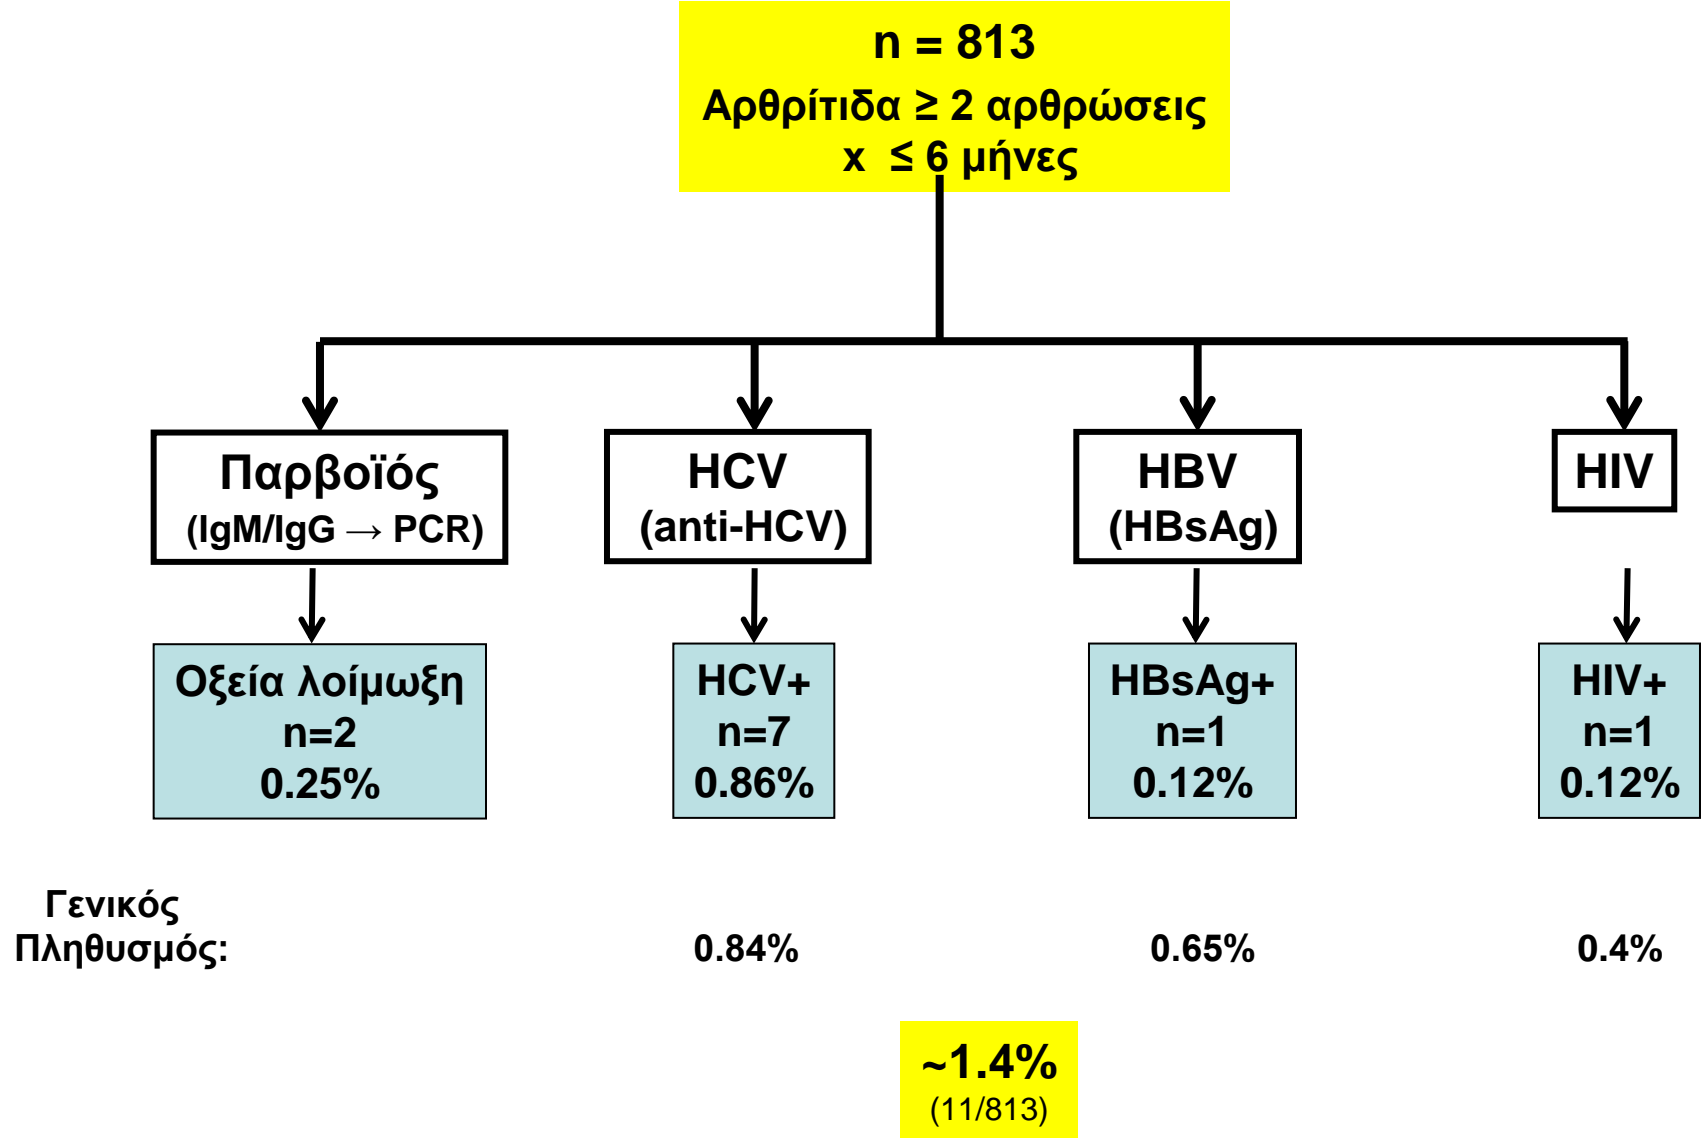 n = 813
Αρθρίτιδα ≥ 2 αρθρώσεις
x ≤ 6 μήνες
Παρβοϊός
(IgM/IgG → PCR)
HCV
(anti-HCV)
HBV
(HBsAg)
HIV
Οξεία λοίμωξη
n=2
0.25%
HCV+
n=7
0.86%
HBsAg+
n=1
0.12%
HIV+
n=1
0.12%
Γενικός
Πληθυσμός:
0.84%
0.65%
0.4%
~1.4%
(11/813)